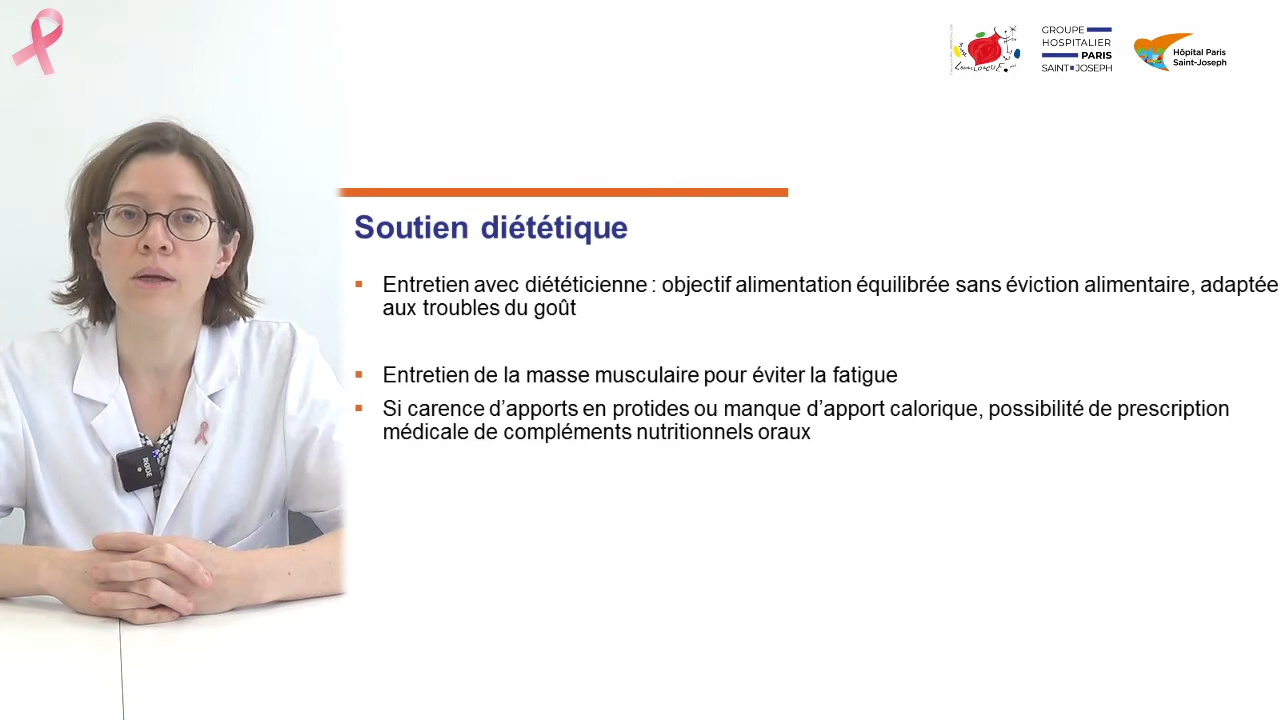 GROUPE
HOSPITALIER
PARIS
SAINT JOSEPH
Hôpital Paris
Saint-Joseph
Soutien diététique
Entretien avec diététicienne : objectif alimentation équilibrée sans éviction alimentaire, adaptée
aux troubles du goût
Entretien de la masse musculaire pour éviter la fatigue
Si carence d’apports en protides ou manque d’apport calorique, possibilité de prescription
médicale de compléments nutritionnels oraux
RØDE